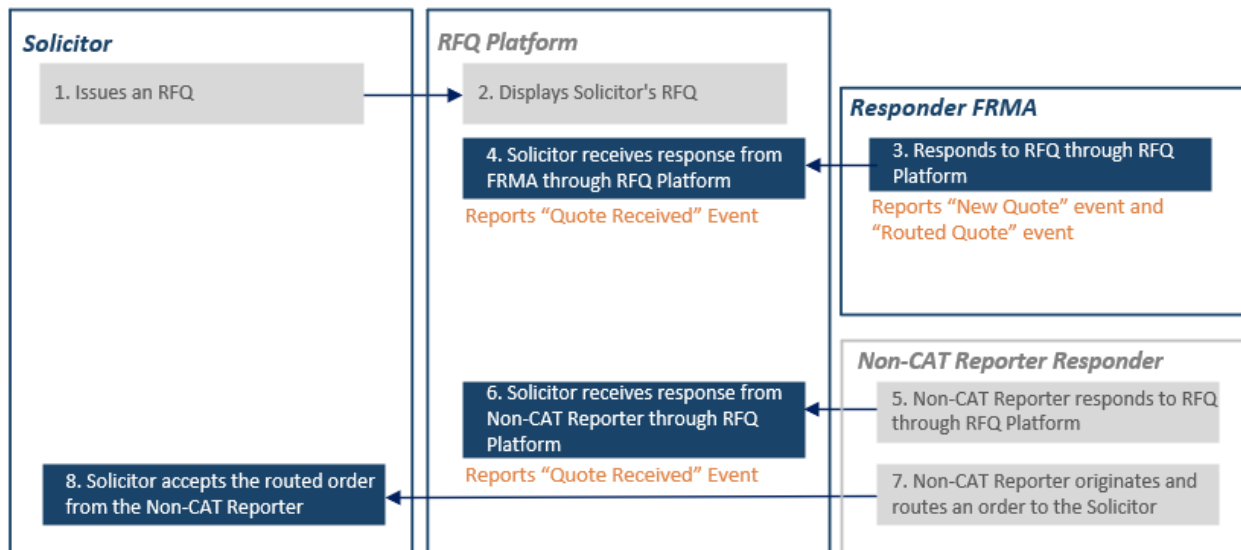 Solicitor
RFQ Platform
1. Issues an RFQ
2. Displays Solicitor's RFQ
Responder FRMA
4. Solicitor receives response from
FRMA through RFQ Platform
3. Responds to RFQ through RFQ
Platform
Reports "Quote Received" Event
Reports “New Quote” event and
“Routed Quote” event
Non-CAT Reporter Responder
6. Solicitor receives response from
Non-CAT Reporter through RFQ
Platform
5. Non-CAT Reporter responds to RFQ
through RFQ Platform
Reports “Quote Received” Event
8. Solicitor accepts the routed order
from the Non-CAT Reporter
7. Non-CAT Reporter originates and
routes an order to the Solicitor